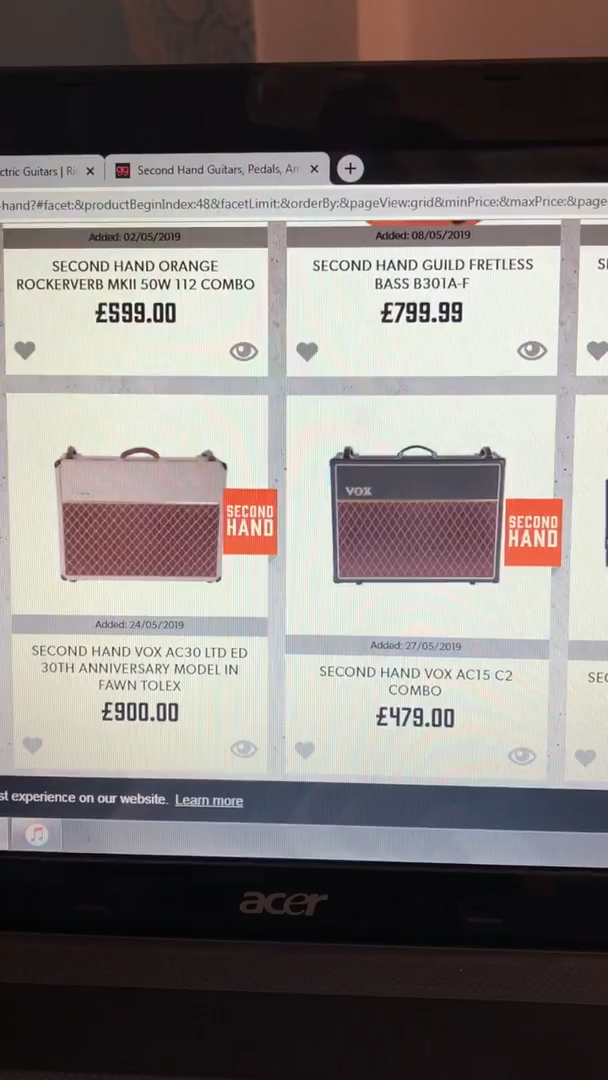 ctric Guitars | Ri
gg Second Hand Guitars, Pedals, Am
-hand?#facet:&productBeginIndex:48&facetLimit:&orderBy:&pageView:grid&minPrice:&maxPrice:&page
Added: 02/05/2019
SECOND HAND ORANGE
ROCKERVERB MKII 50W 112 COMBO
£599.00
Added: 08/05/2019
SECOND HAND GUILD FRETLESS
BASS B301A-F
£799.99
SECOND
HAND
Added: 24/05/2019
SECOND HAND VOX AC30 LTD ED
30TH ANNIVERSARY MODEL IN
FAWN TOLEX
£900.00
VOX
SECOND
HAND
Added: 27/05/2019
SECOND HAND VOX AC15 C2
COMBO
£479.00
SEC
st experience on our website. Learn more
acer